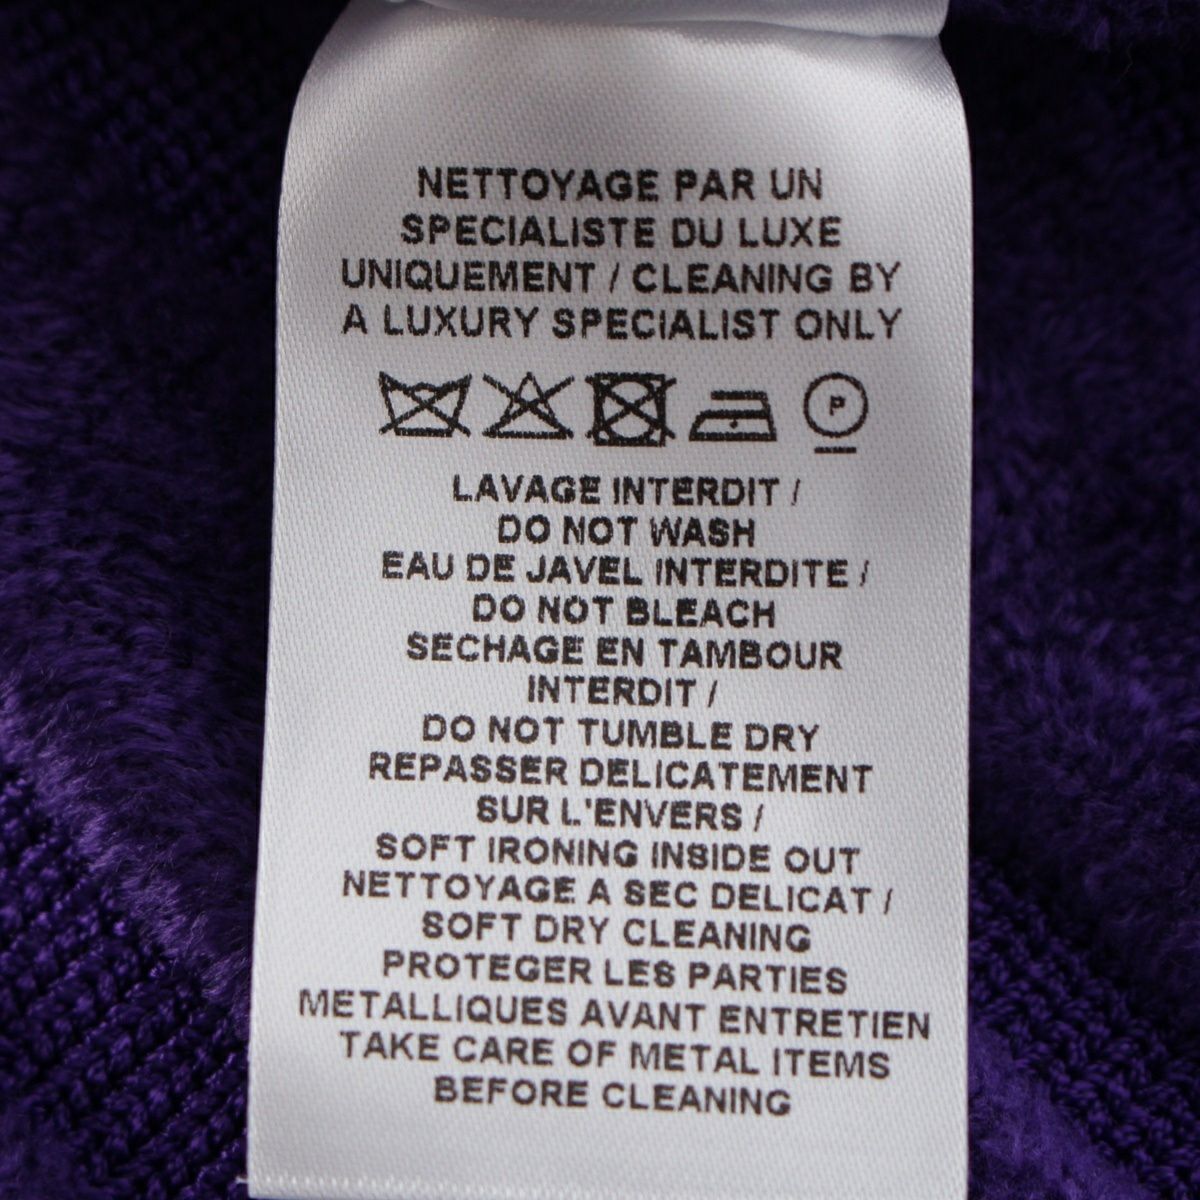 NETTOYAGE PAR UN
SPECIALISTE DU LUXE
UNIQUEMENT / CLEANING BY
A LUXURY SPECIALIST ONLY
P
LAVAGE INTERDIT /
DO NOT WASH
EAU DE JAVEL INTERDITE /
DO NOT BLEACH
SECHAGE EN TAMBOUR
INTERDIT /
DO NOT TUMBLE DRY
REPASSER DELICATEMENT
SUR L'ENVERS /
SOFT IRONING INSIDE OUT
NETTOYAGE A SEC DELICAT /
SOFT DRY CLEANING
PROTEGER LES PARTIES
METALLIQUES AVANT ENTRETIEN
TAKE CARE OF METAL ITEMS
BEFORE CLEANING